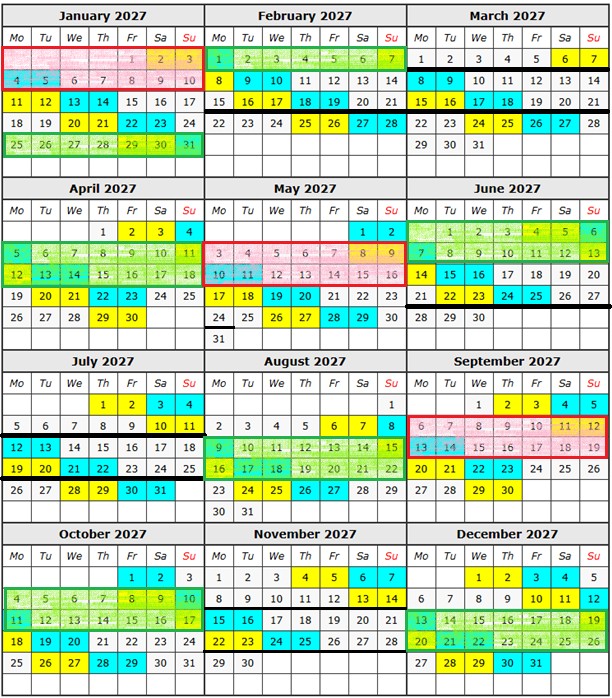 January 2027
Mo Tu We Th Fr Sa Su
1 2 3
4 5 6 7 8 9 10
11 12 13 14 15 16 17
18 19 20 21 22 23 24
25 26 27 28 29 30 31
February 2027
Mo Tu We Th Fr Sa Su
1 2 3 4 5 6 7
8 9 10 11 12 13 14
15 16 17 18 19 20 21
22 23 24 25 26 27 28
March 2027
Mo Tu We Th Fr Sa Su
1 2 3 4 5 6 7
8 9 10 11 12 13 14
15 16 17 18 19 20 21
22 23 24 25 26 27 28
29 30 31
April 2027
Mo Tu We Th Fr Sa Su
1 2 3 4
5 6 7 8 9 10 11
12 13 14 15 16 17 18
19 20 21 22 23 24 25
26 27 28 29 30
May 2027
Mo Tu We Th Fr Sa Su
1 2
3 4 5 6 7 8 9
10 11 12 13 14 15 16
17 18 19 20 21 22 23
24 25 26 27 28 29 30
31
June 2027
Mo Tu We Th Fr Sa Su
1 2 3 4 5 6
7 8 9 10 11 12 13
14 15 16 17 18 19 20
21 22 23 24 25 26 27
28 29 30
July 2027
Mo Tu We Th Fr Sa Su
1 2 3 4
5 6 7 8 9 10 11
12 13 14 15 16 17 18
19 20 21 22 23 24 25
26 27 28 29 30 31
August 2027
Mo Tu We Th Fr Sa Su
1
2 3 4 5 6 7 8
9 10 11 12 13 14 15
16 17 18 19 20 21 22
23 24 25 26 27 28 29
30 31
September 2027
Mo Tu We Th Fr Sa Su
1 2 3 4 5
6 7 8 9 10 11 12
13 14 15 16 17 18 19
20 21 22 23 24 25 26
27 28 29 30
October 2027
Mo Tu We Th Fr Sa Su
1 2 3
4 5 6 7 8 9 10
11 12 13 14 15 16 17
18 19 20 21 22 23 24
25 26 27 28 29 30 31
November 2027
Mo Tu We Th Fr Sa Su
1 2 3 4 5 6 7
8 9 10 11 12 13 14
15 16 17 18 19 20 21
22 23 24 25 26 27 28
29 30
December 2027
Mo Tu We Th Fr Sa Su
1 2 3 4 5
6 7 8 9 10 11 12
13 14 15 16 17 18 19
20 21 22 23 24 25 26
27 28 29 30 31